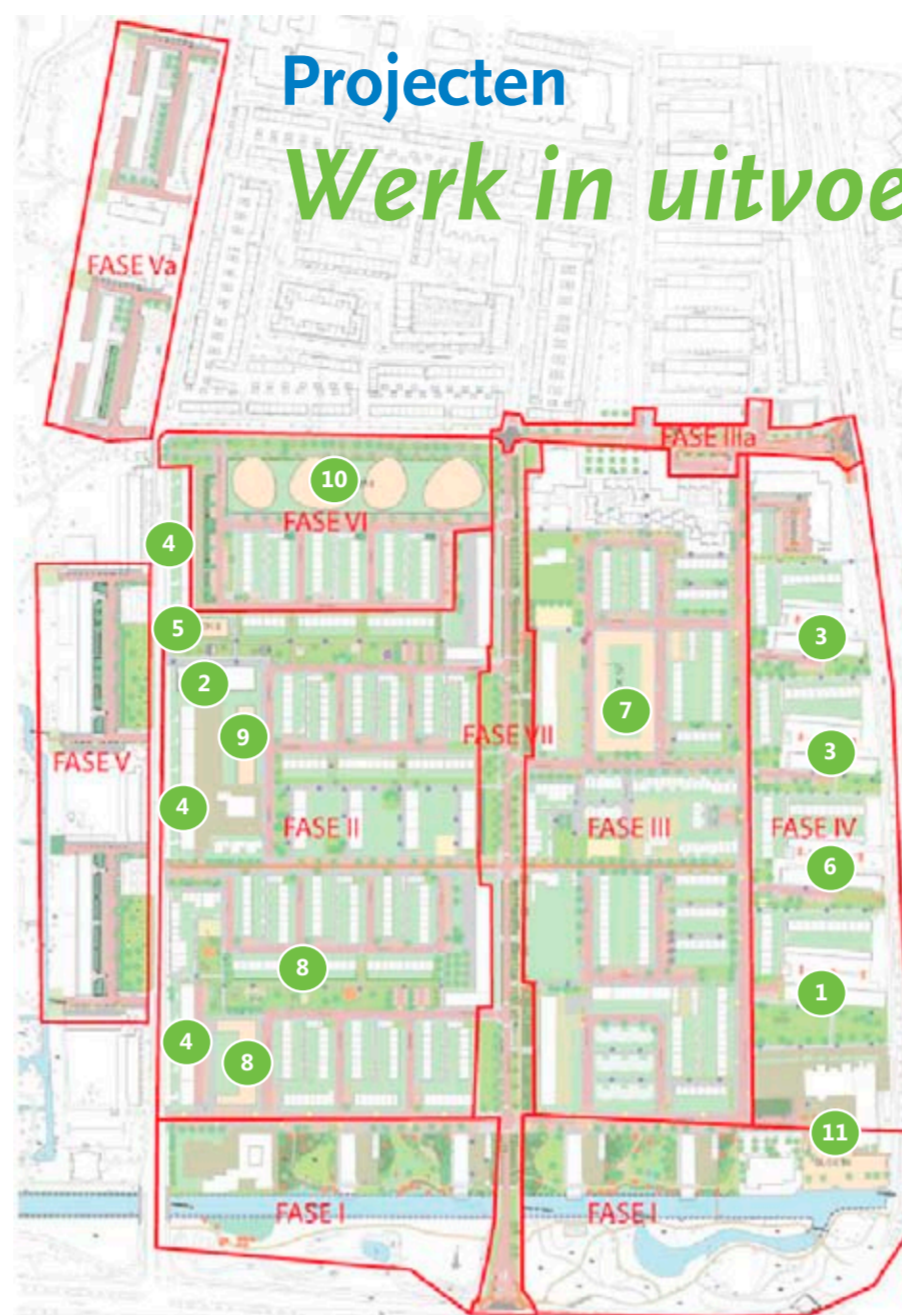 Projecten
Werk in uitvoe
FASE Va
FASE IIIa
10
FASE VI
4
5
3
2
7
9
FASE VII
3
FASE V
4
FASE II
FASE III
FASE IV
6
8
1
4
8
11
FASE I
FASE I